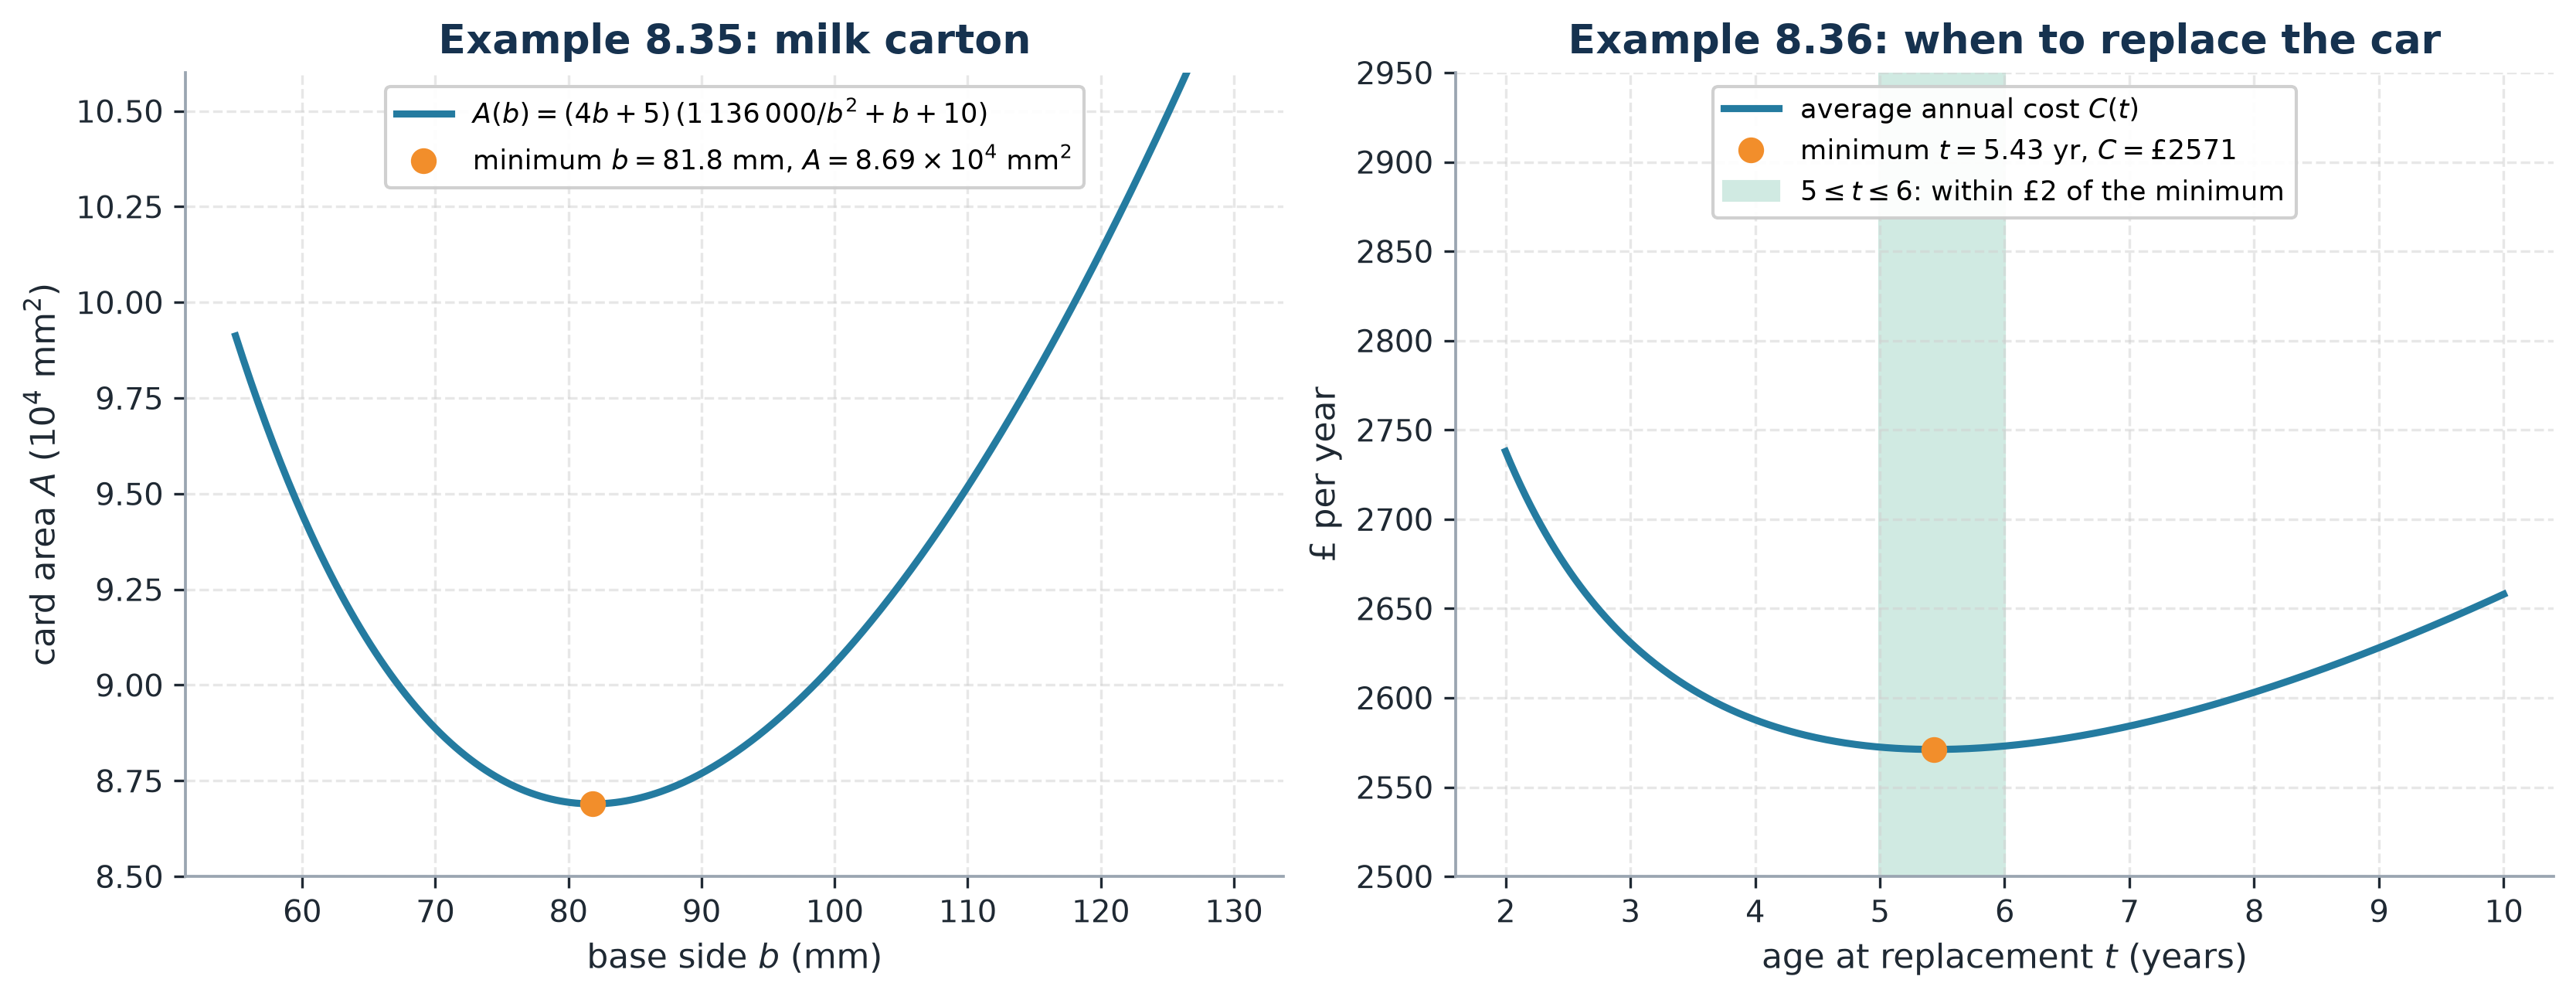 Example 8.35: milk carton
A(b) = (4b + 5) (1 136 000/b² + b + 10)
minimum b = 81.8 mm, A = 8.69 × 10⁴ mm²
card area A (10⁴ mm²)
10.50
10.25
10.00
9.75
9.50
9.25
9.00
8.75
8.50
60 70 80 90 100 110 120 130
base side b (mm)
Example 8.36: when to replace the car
average annual cost C(t)
minimum t = 5.43 yr, C = £2571
5 ≤ t ≤ 6: within £2 of the minimum
£ per year
2950
2900
2850
2800
2750
2700
2650
2600
2550
2500
2 3 4 5 6 7 8 9 10
age at replacement t (years)